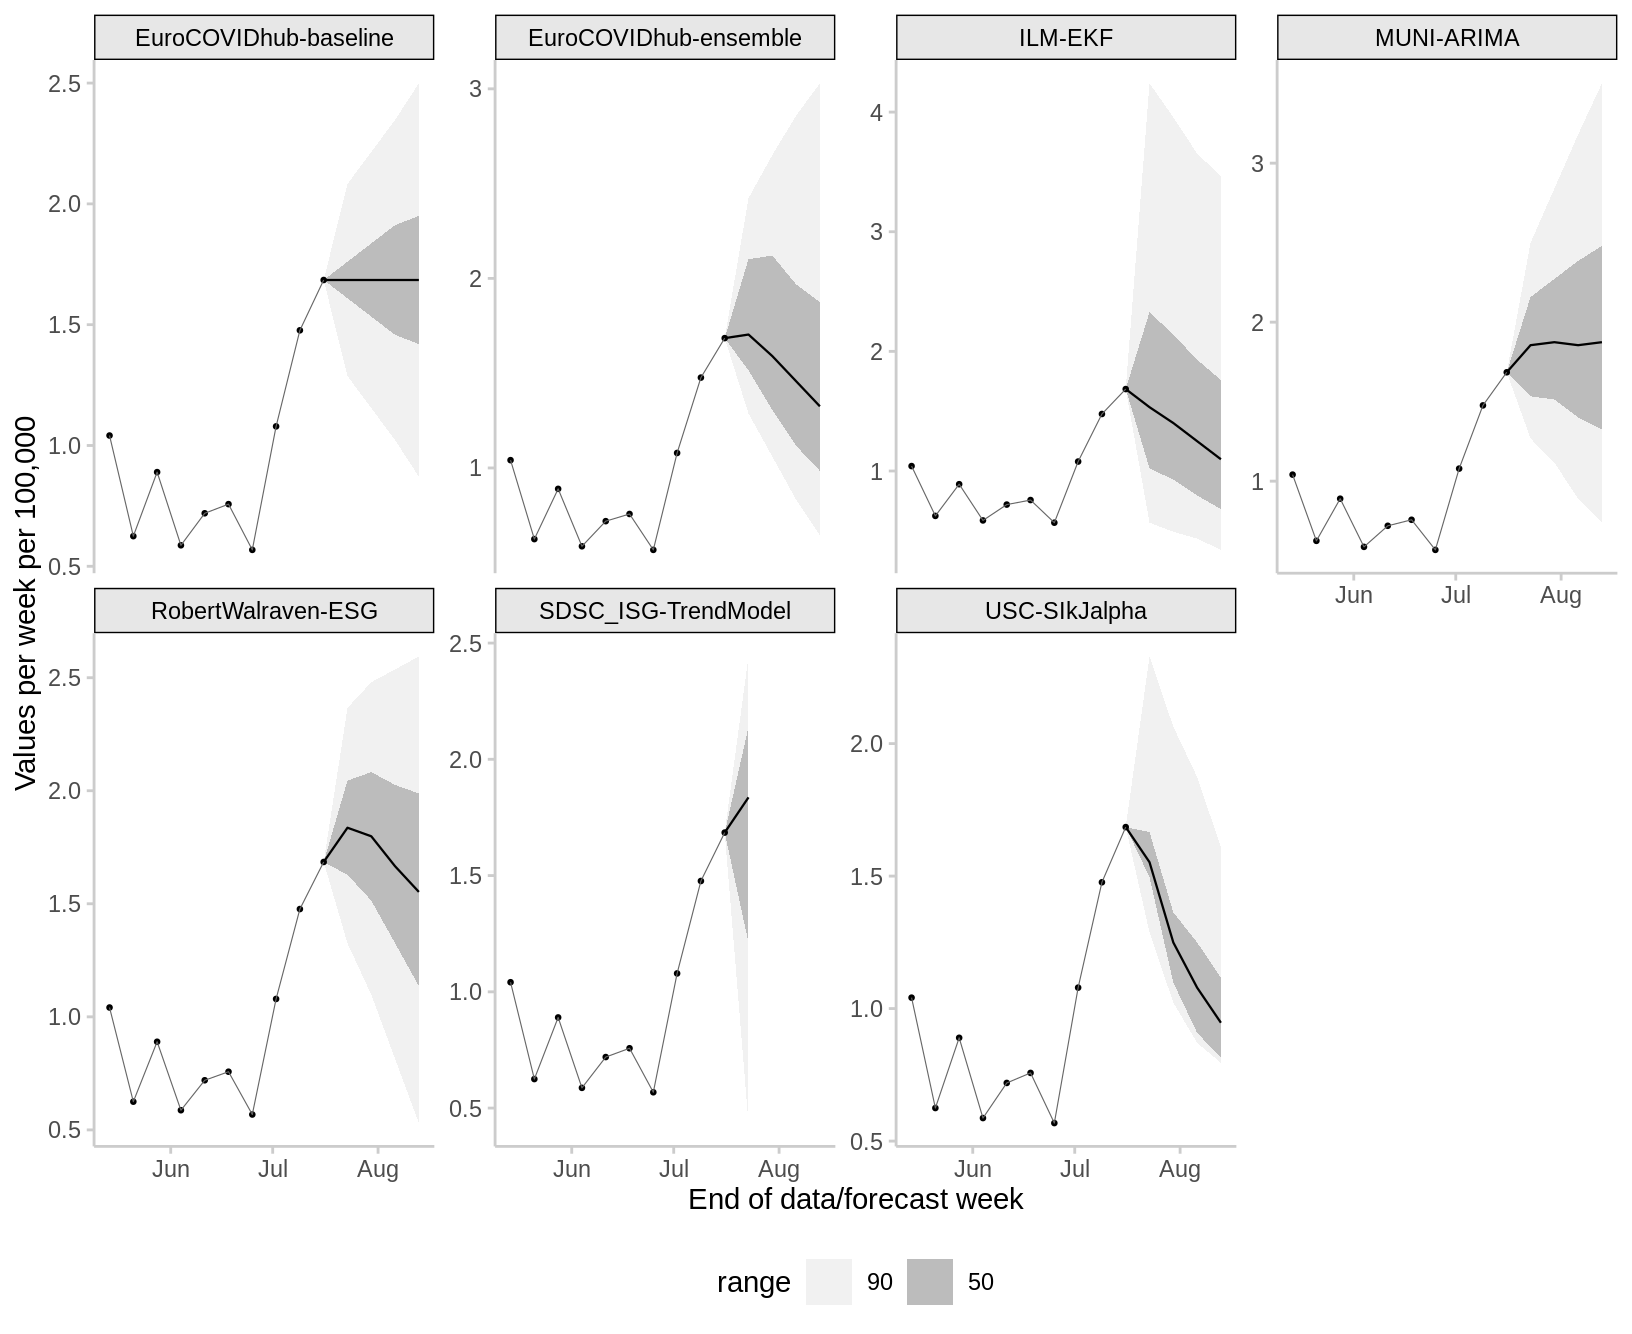 EuroCOVIDhub-baseline
EuroCOVIDhub-ensemble
ILM-EKF
MUNI-ARIMA
2.5
2.0
1.5
1.0
0.5
3
2
1
4
3
2
1
3
2
1
Jun Jul Aug
Values per week per 100,000
RobertWalraven-ESG
SDSC_ISG-TrendModel
USC-SIkJalpha
2.5
2.0
1.5
1.0
0.5
2.5
2.0
1.5
1.0
0.5
2.0
1.5
1.0
0.5
Jun Jul Aug
Jun Jul Aug
Jun Jul Aug
End of data/forecast week
range 90 50